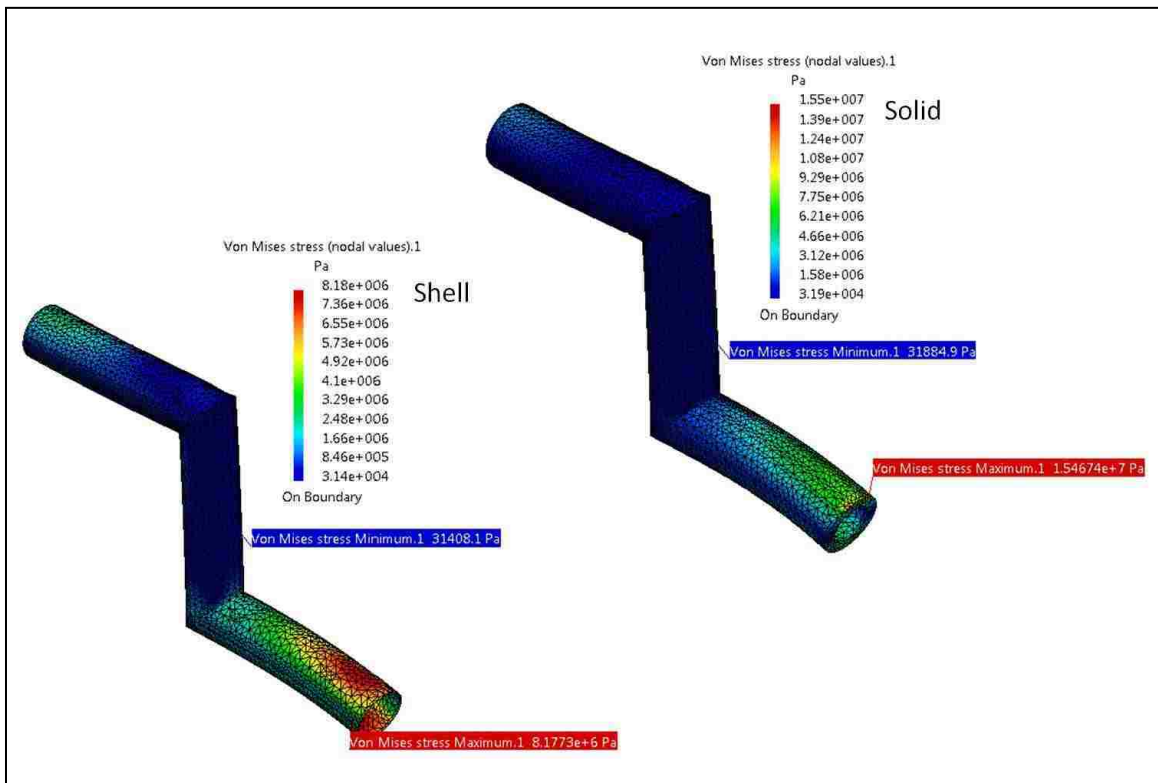 Von Mises stress (nodal values).1
Pa
Solid
1.55e+007
1.39e+007
1.24e+007
1.08e+007
9.29e+006
7.75e+006
6.21e+006
4.66e+006
3.12e+006
1.58e+006
3.19e+004
On Boundary
Von Mises stress Minimum.1 31884.9 Pa
Von Mises stress Maximum.1 1.54674e+7 Pa
Von Mises stress (nodal values).1
Pa
Shell
8.18e+006
7.36e+006
6.55e+006
5.73e+006
4.92e+006
4.1e+006
3.29e+006
2.48e+006
1.66e+006
8.46e+005
3.14e+004
On Boundary
Von Mises stress Minimum.1 31408.1 Pa
Von Mises stress Maximum.1 8.1773e+6 Pa